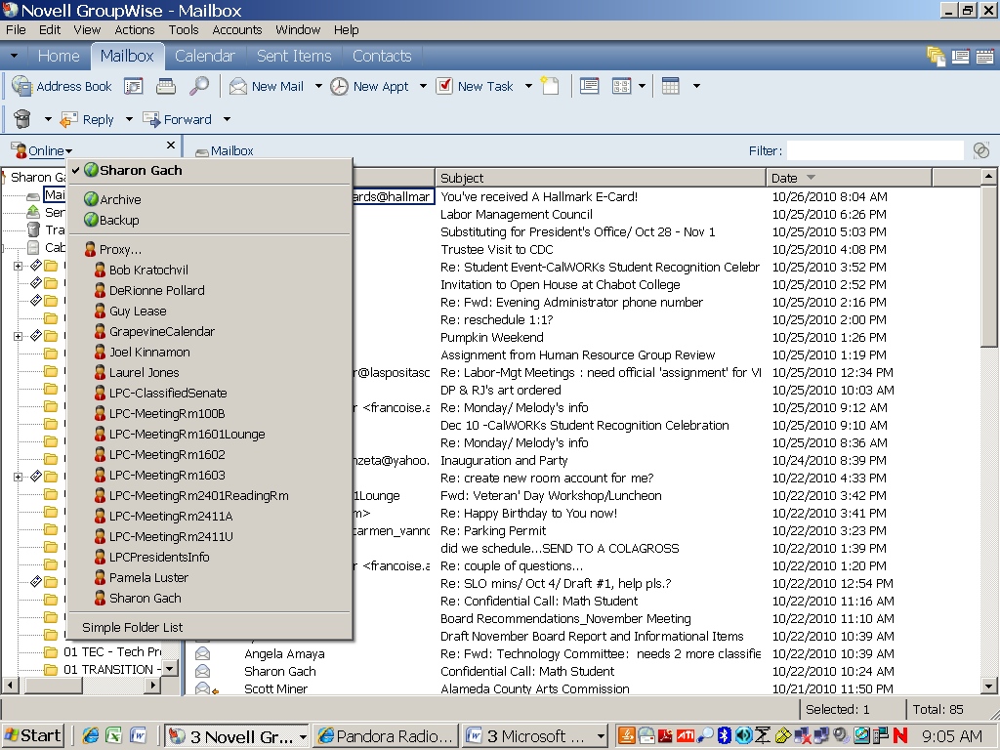 Novell GroupWise - Mailbox
File Edit View Actions Tools Accounts Window Help
Home Mailbox Calendar Sent Items Contacts
Address Book New Mail New Appt New Task
Reply Forward
Online Mailbox Filter:
Sharon Ga
Mai
Sen
Tra
Cab
Sharon Gach
Archive
Backup
Proxy...
Bob Kratochvil
DeRionne Pollard
Guy Lease
GrapevineCalendar
Joel Kinnamon
Laurel Jones
LPC-ClassifiedSenate
LPC-MeetingRm100B
LPC-MeetingRm1601Lounge
LPC-MeetingRm1602
LPC-MeetingRm1603
LPC-MeetingRm2401ReadingRm
LPC-MeetingRm2411A
LPC-MeetingRm2411U
LPCPresidentsInfo
Pamela Luster
Sharon Gach
Simple Folder List
01 TEC - Tech Pr
01 TRANSITION -
Subject Date
ards@hallmar You've received A Hallmark E-Card! 10/26/2010 8:04 AM
Labor Management Council 10/25/2010 6:26 PM
Substituting for President's Office/ Oct 28 - Nov 1 10/25/2010 5:03 PM
Trustee Visit to CDC 10/25/2010 4:08 PM
Re: Student Event-CalWORKs Student Recognition Celebr 10/25/2010 3:52 PM
Invitation to Open House at Chabot College 10/25/2010 2:52 PM
Re: Fwd: Evening Administrator phone number 10/25/2010 2:16 PM
Re: reschedule 1:1? 10/25/2010 2:00 PM
Pumpkin Weekend 10/25/2010 1:26 PM
Assignment from Human Resource Group Review 10/25/2010 1:19 PM
r@laspositasc Re: Labor-Mgt Meetings : need official 'assignment' for VI 10/25/2010 12:34 PM
DP & RJ's art ordered 10/25/2010 10:03 AM
r <francoise.a Re: Monday/ Melody's info 10/25/2010 9:12 AM
Dec 10 -CalWORKs Student Recognition Celebration 10/25/2010 9:10 AM
Re: Monday/ Melody's info 10/25/2010 8:36 AM
nzeta@yahoo. Inauguration and Party 10/24/2010 8:39 PM
Re: create new room account for me? 10/22/2010 4:33 PM
1Lounge Fwd: Veteran' Day Workshop/Luncheon 10/22/2010 3:42 PM
m> Re: Happy Birthday to You now! 10/22/2010 3:41 PM
carmen_vanno Re: Parking Permit 10/22/2010 3:23 PM
did we schedule...SEND TO A COLAGROSS 10/22/2010 1:39 PM
r <francoise.a Re: couple of questions... 10/22/2010 1:20 PM
Re: SLO mins/ Oct 4/ Draft #1, help pls.? 10/22/2010 12:54 PM
Re: Confidential Call: Math Student 10/22/2010 11:16 AM
Board Recommendations_November Meeting 10/22/2010 11:10 AM
Draft November Board Report and Informational Items 10/22/2010 10:39 AM
Angela Amaya Re: Fwd: Technology Committee: needs 2 more classifie 10/22/2010 10:39 AM
Sharon Gach Confidential Call: Math Student 10/22/2010 10:24 AM
Scott Miner Alameda County Arts Commission 10/21/2010 11:50 PM
Selected: 1 Total: 85
Start 3 Novell Gr... Pandora Radio... 3 Microsoft ... 9:05 AM